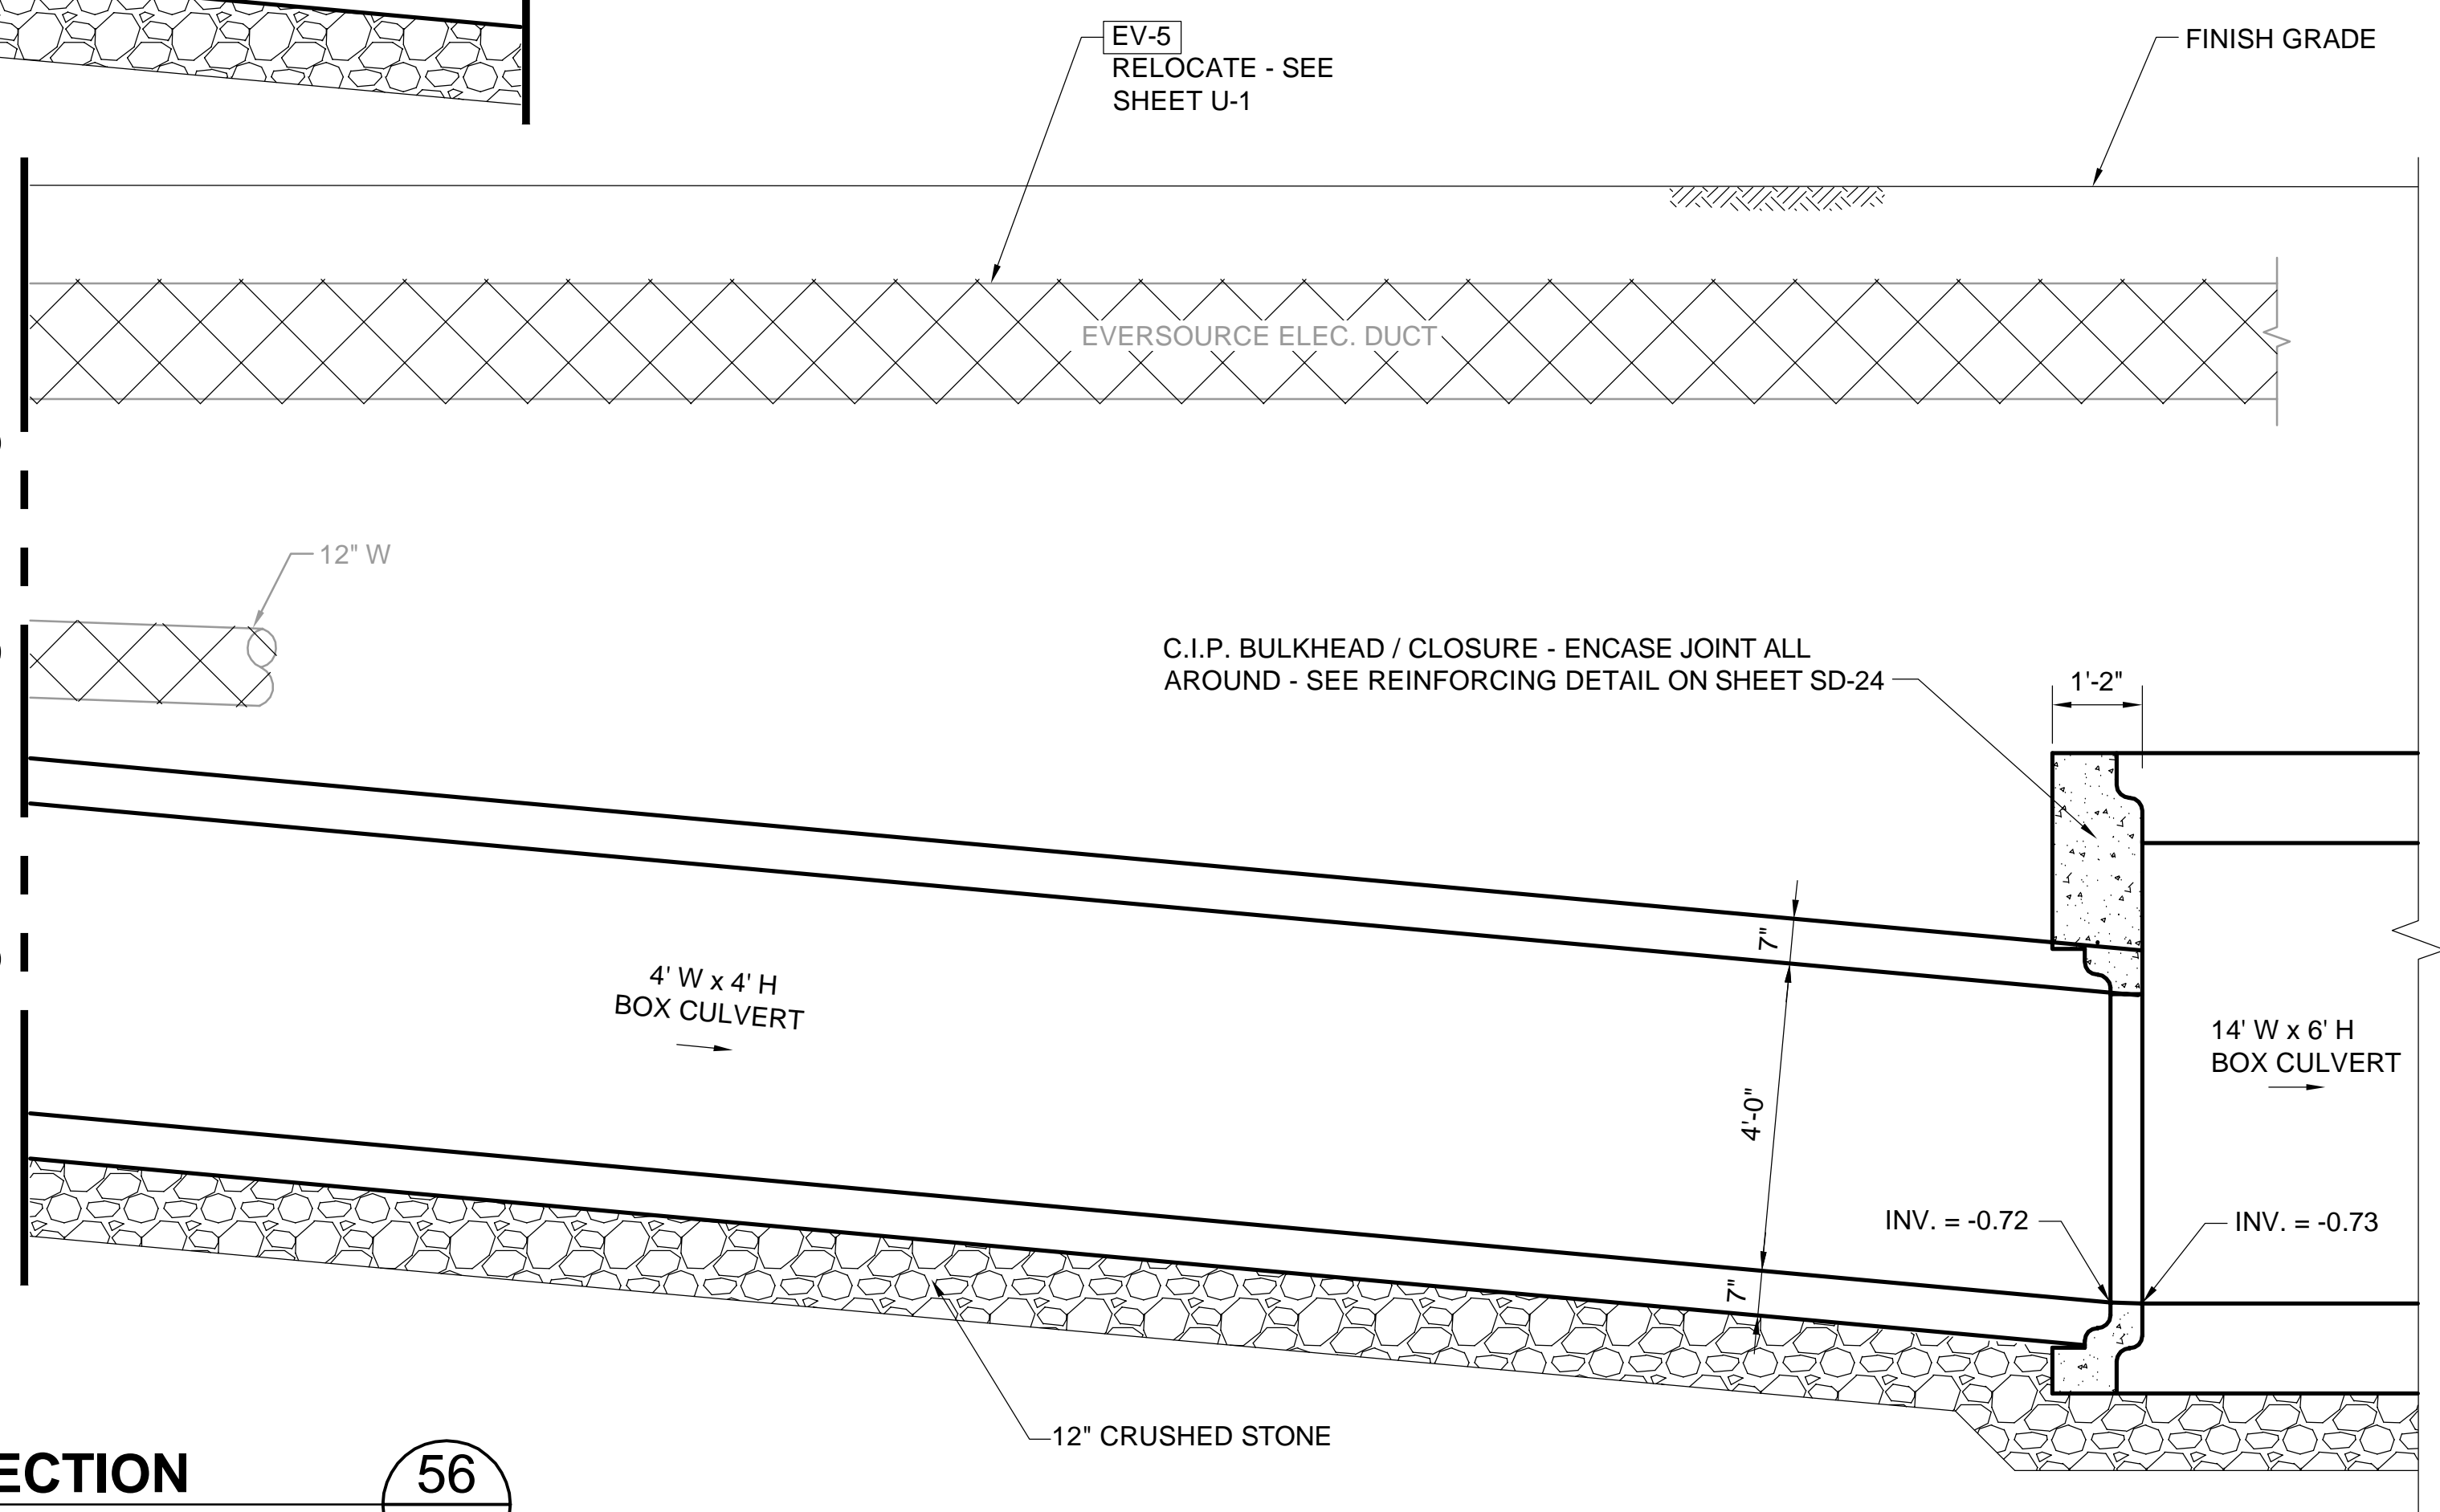 EV-5
RELOCATE - SEE
SHEET U-1
FINISH GRADE
EVERSOURCE ELEC. DUCT
12" W
C.I.P. BULKHEAD / CLOSURE - ENCASE JOINT ALL
AROUND - SEE REINFORCING DETAIL ON SHEET SD-24
1'-2"
7"
4' W x 4' H
BOX CULVERT
14' W x 6' H
BOX CULVERT
4'-0"
INV. = -0.72
INV. = -0.73
7"
12" CRUSHED STONE
ECTION
56